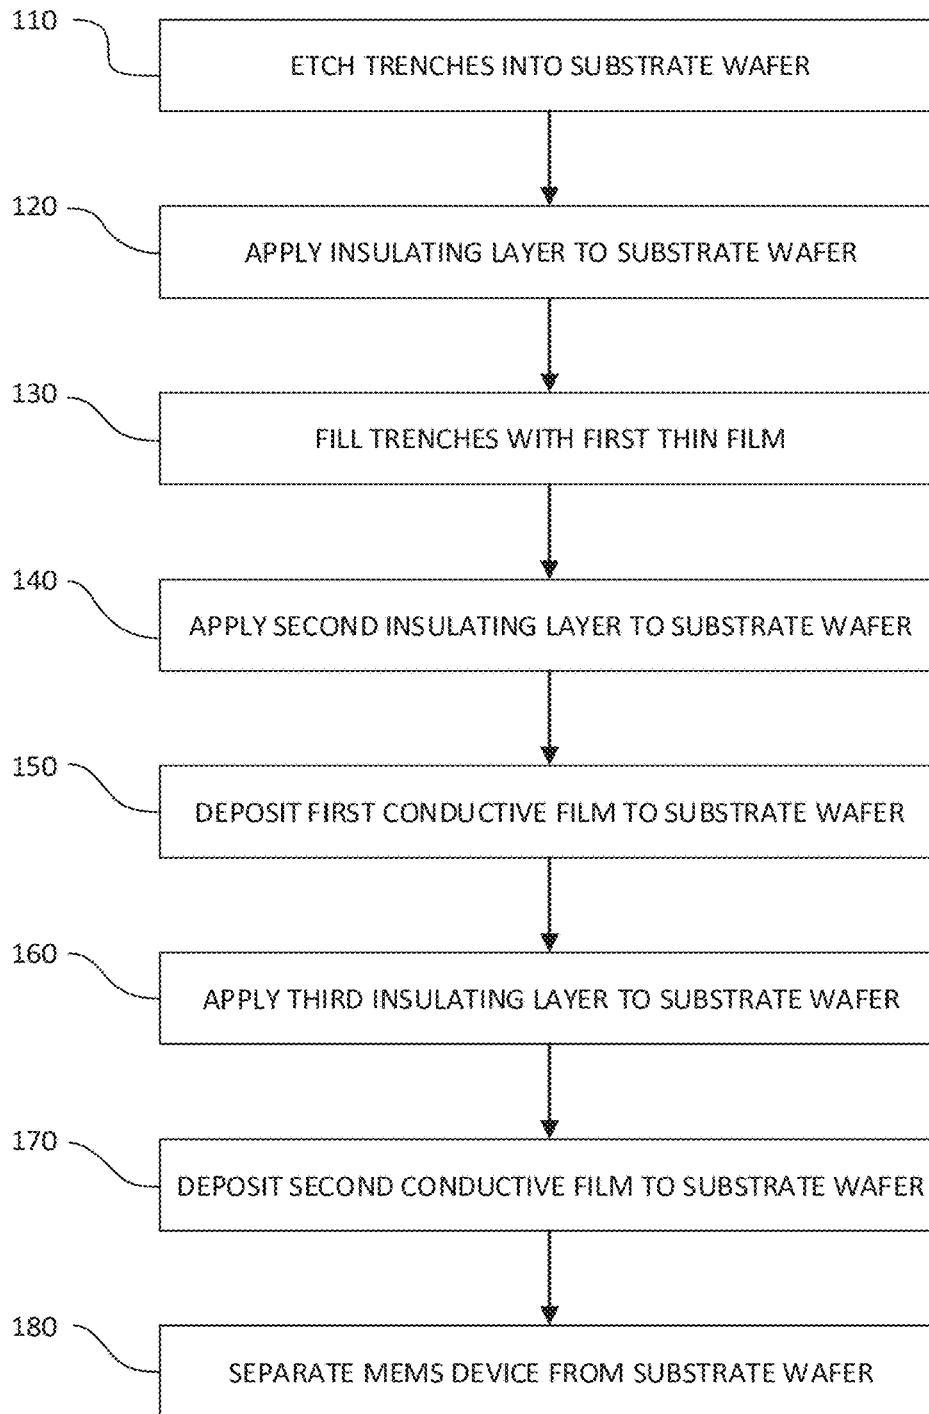 110
ETCH TRENCHES INTO SUBSTRATE WAFER
120
APPLY INSULATING LAYER TO SUBSTRATE WAFER
130
FILL TRENCHES WITH FIRST THIN FILM
140
APPLY SECOND INSULATING LAYER TO SUBSTRATE WAFER
150
DEPOSIT FIRST CONDUCTIVE FILM TO SUBSTRATE WAFER
160
APPLY THIRD INSULATING LAYER TO SUBSTRATE WAFER
170
DEPOSIT SECOND CONDUCTIVE FILM TO SUBSTRATE WAFER
180
SEPARATE MEMS DEVICE FROM SUBSTRATE WAFER